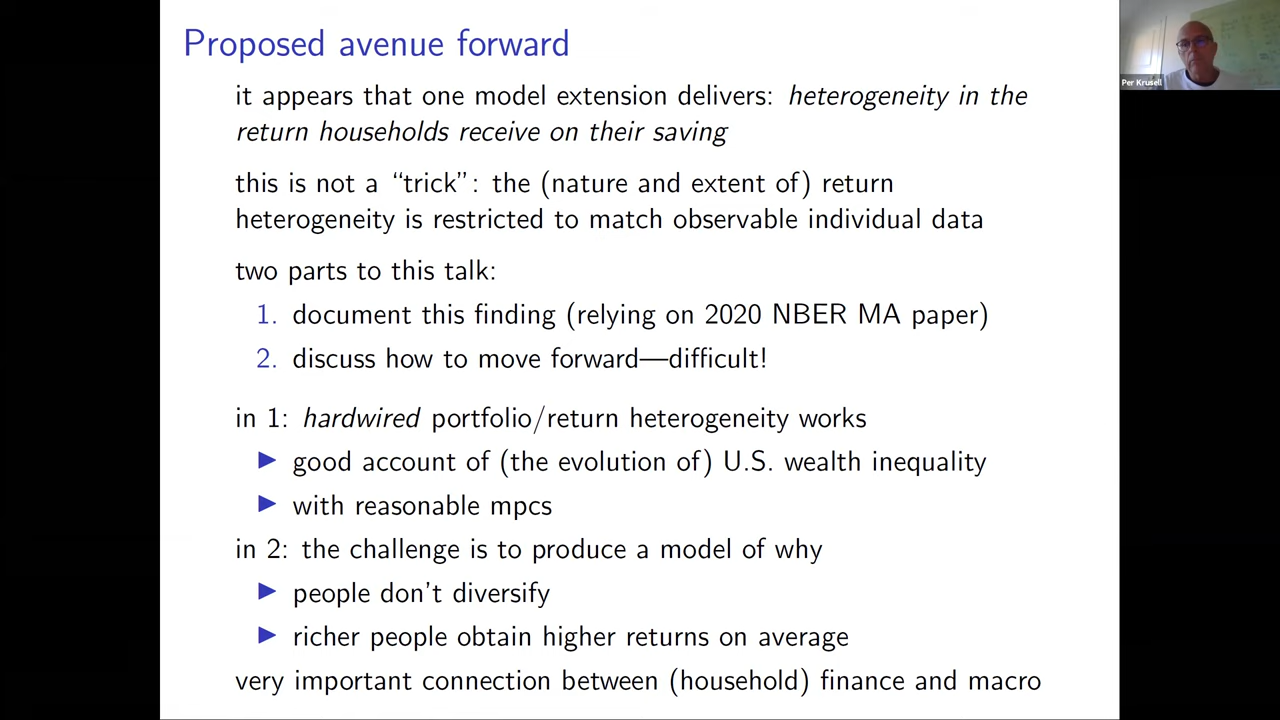 Proposed avenue forward
it appears that one model extension delivers: heterogeneity in the
return households receive on their saving
this is not a “trick”: the (nature and extent of) return
heterogeneity is restricted to match observable individual data
two parts to this talk:
1. document this finding (relying on 2020 NBER MA paper)
2. discuss how to move forward—difficult!
in 1: hardwired portfolio/return heterogeneity works
▶ good account of (the evolution of) U.S. wealth inequality
▶ with reasonable mpcs
in 2: the challenge is to produce a model of why
▶ people don't diversify
▶ richer people obtain higher returns on average
very important connection between (household) finance and macro
Per Krusell